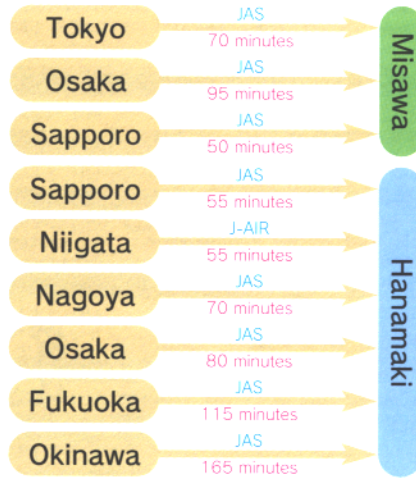 Tokyo
JAS
70 minutes
Osaka
JAS
95 minutes
Sapporo
JAS
50 minutes
Misawa
Sapporo
JAS
55 minutes
Niigata
J-AIR
55 minutes
Nagoya
JAS
70 minutes
Osaka
JAS
80 minutes
Fukuoka
JAS
115 minutes
Okinawa
JAS
165 minutes
Hanamaki